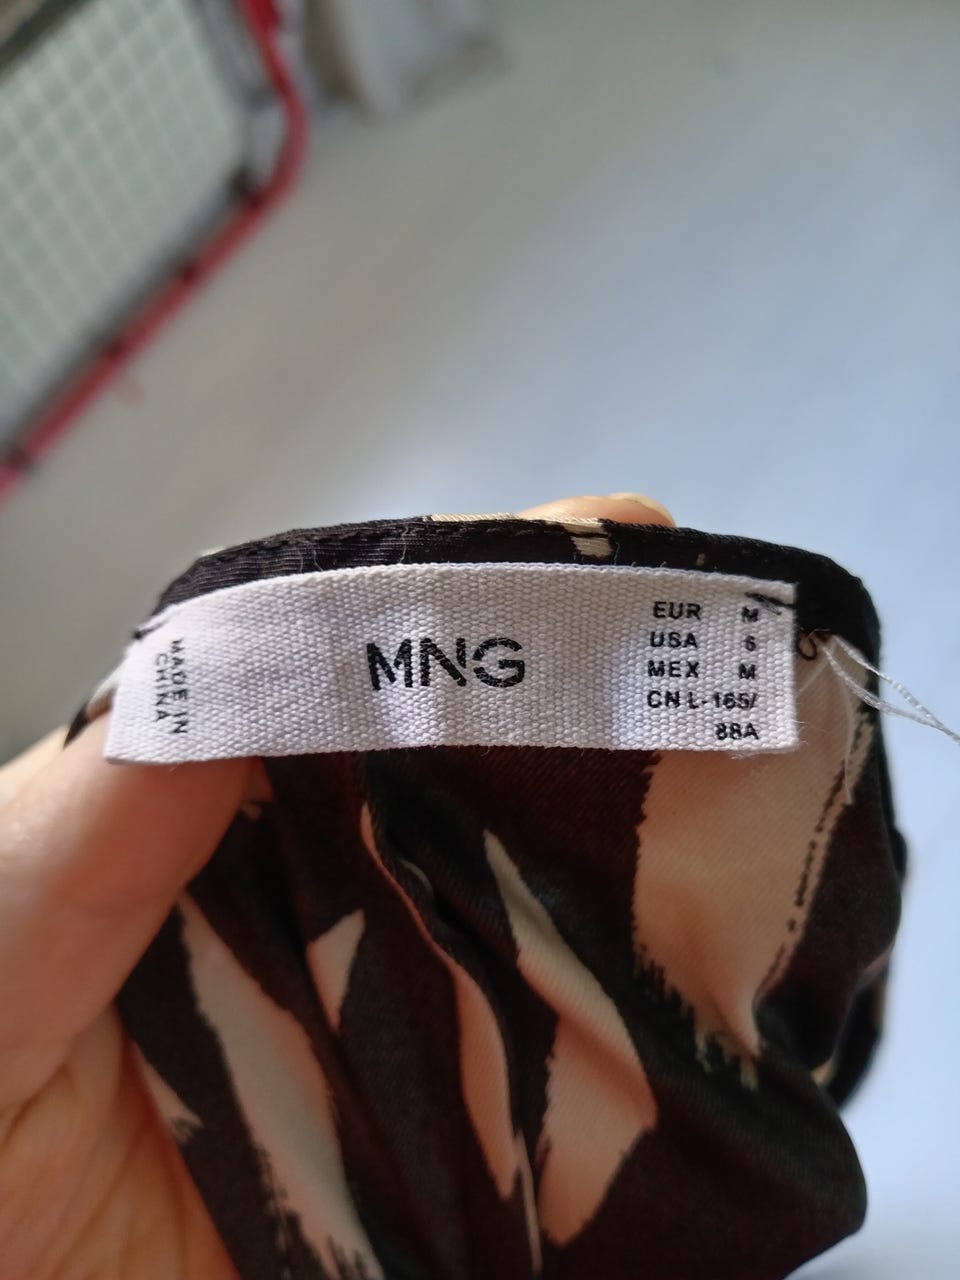 MADE IN
CHINA
MNG
EUR M
USA 6
MEX M
CN L-165/
88A